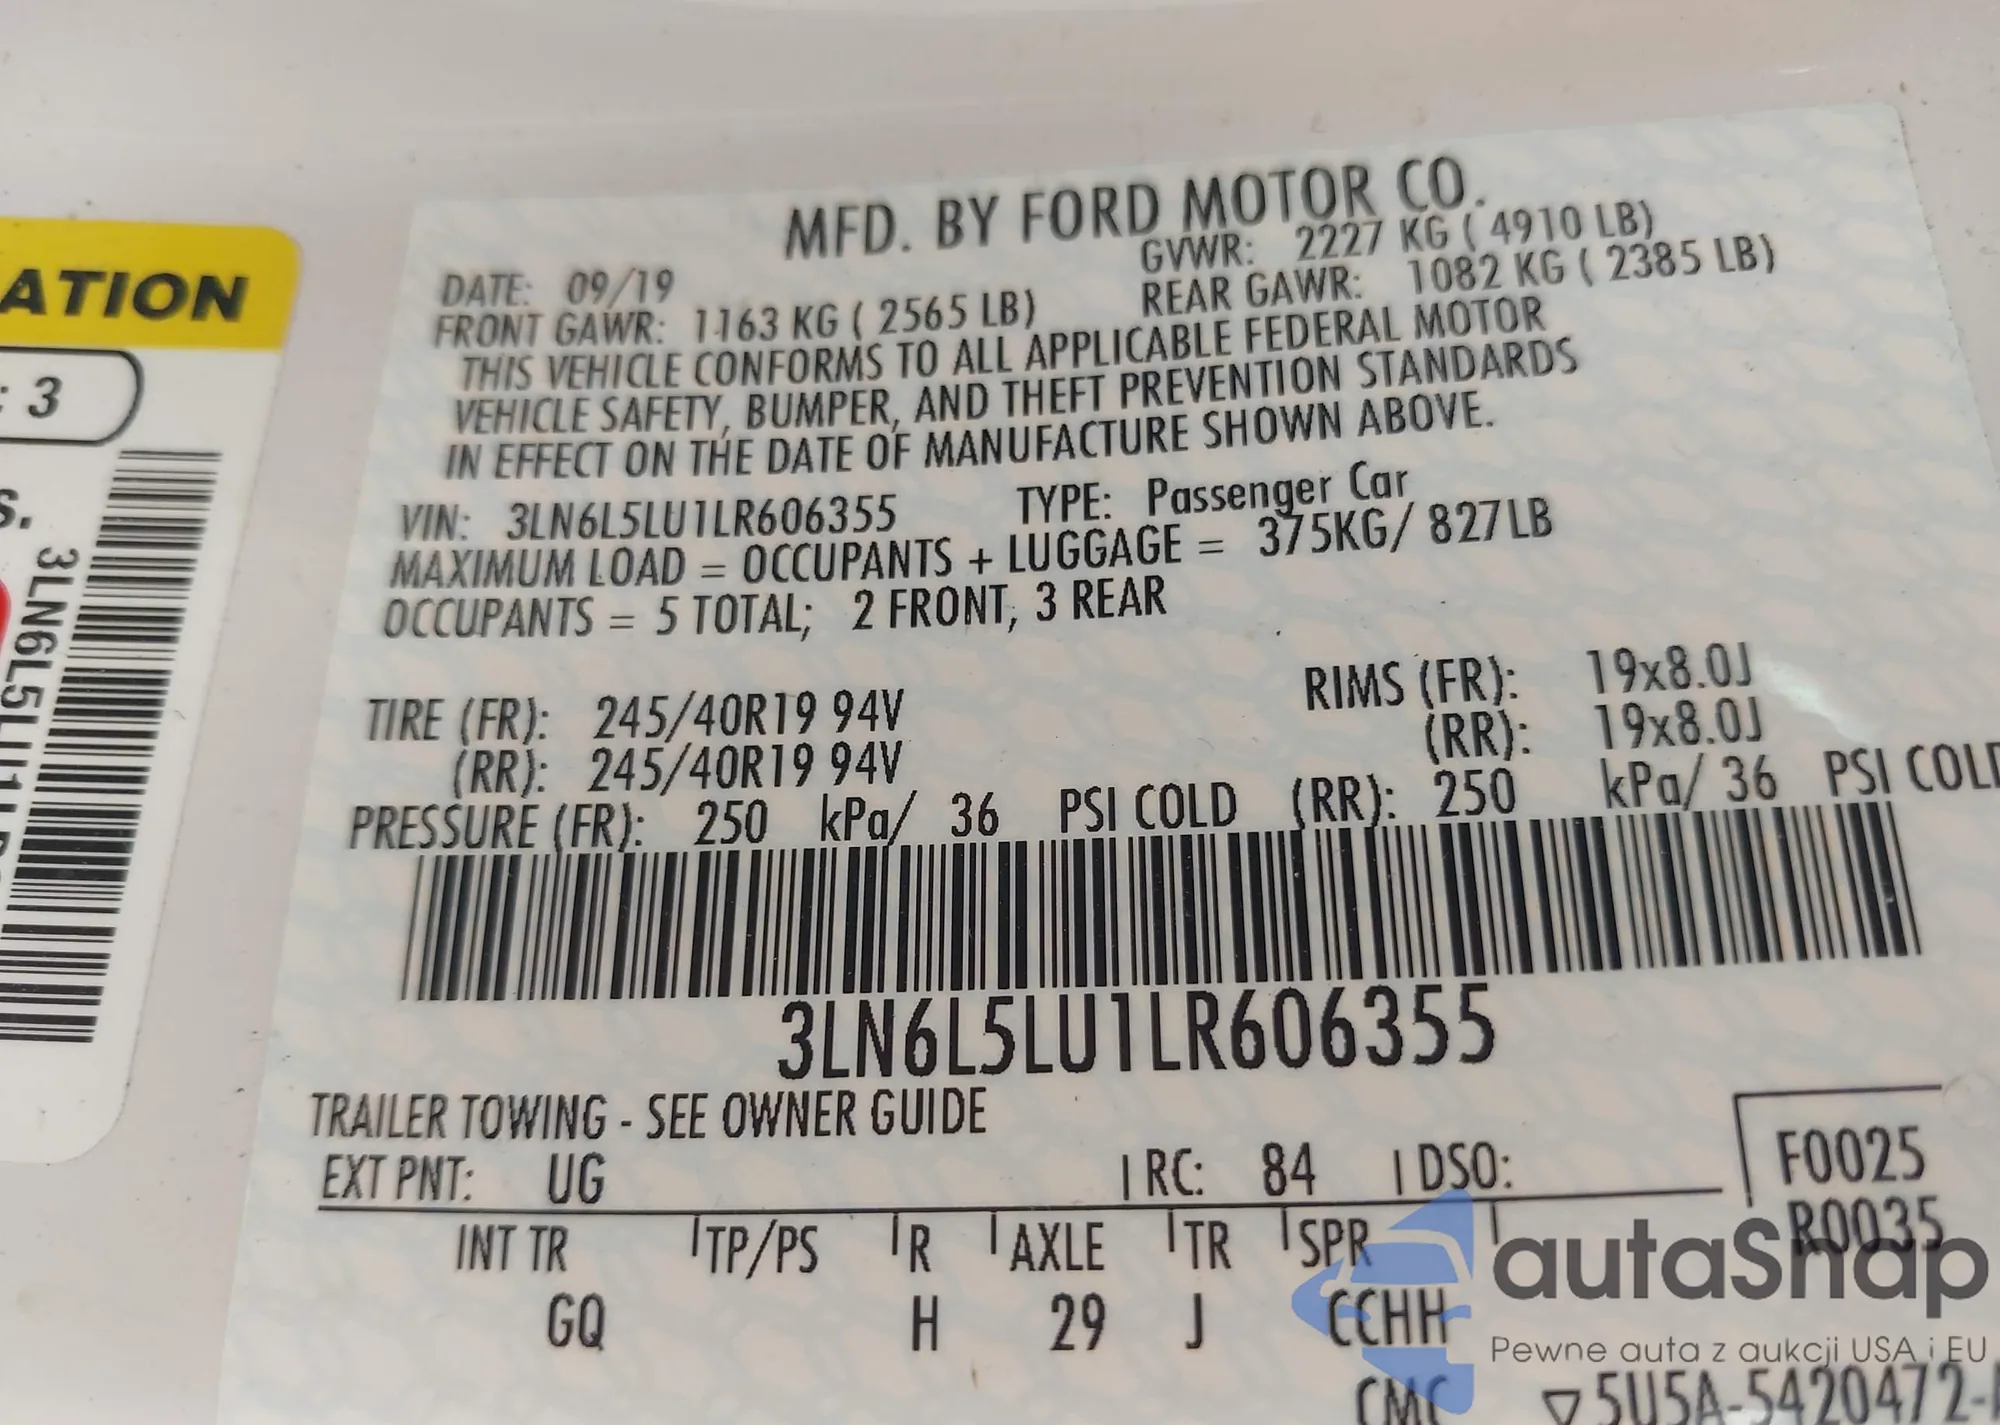 ATION
: 3
S.
3LN6L5LU1LR
MFD. BY FORD MOTOR CO.
DATE: 09/19 GVWR: 2227 KG ( 4910 LB)
FRONT GAWR: 1163 KG ( 2565 LB) REAR GAWR: 1082 KG ( 2385 LB)
THIS VEHICLE CONFORMS TO ALL APPLICABLE FEDERAL MOTOR
VEHICLE SAFETY, BUMPER, AND THEFT PREVENTION STANDARDS
IN EFFECT ON THE DATE OF MANUFACTURE SHOWN ABOVE.
VIN: 3LN6L5LU1LR606355 TYPE: Passenger Car
MAXIMUM LOAD = OCCUPANTS + LUGGAGE = 375KG/ 827LB
OCCUPANTS = 5 TOTAL; 2 FRONT, 3 REAR
TIRE (FR): 245/40R19 94V RIMS (FR): 19x8.0J
(RR): 245/40R19 94V (RR): 19x8.0J
PRESSURE (FR): 250 kPa/ 36 PSI COLD (RR): 250 kPa/ 36 PSI COLD
3LN6L5LU1LR606355
TRAILER TOWING - SEE OWNER GUIDE
EXT PNT: UG RC: 84 DSO: F0025
R0035
INT TR TP/PS R AXLE TR SPR
GQ H 29 J CCHH
CMC ▽5U5A-5420472-
autaSnap
Pewne auta z aukcji USA i EU